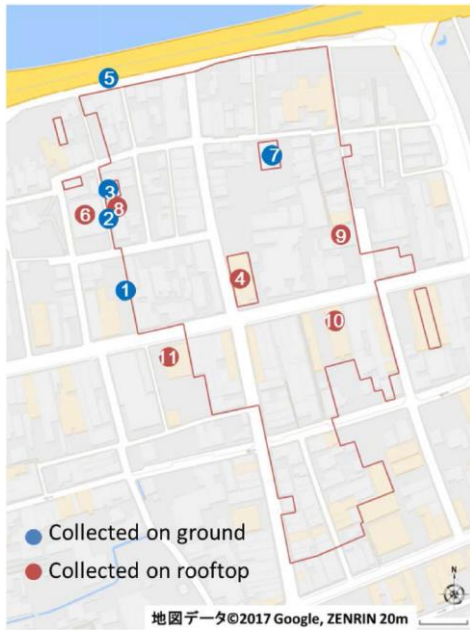 5
7
3
6
8
2
9
4
1
10
11
Collected on ground
Collected on rooftop
N
地図データ©2017 Google, ZENRIN 20m